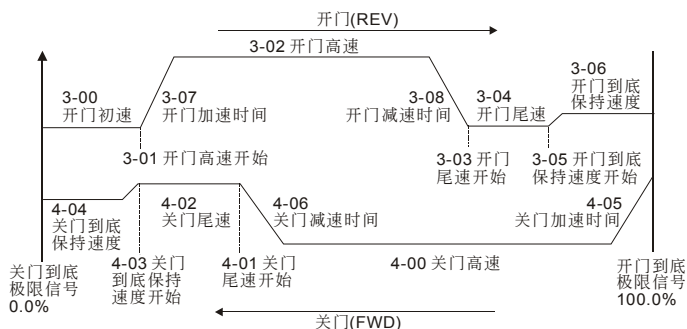 开门(REV)
3-02 开门高速
3-00
开门初速
3-07
开门加速时间
3-08
开门减速时间
3-04
开门尾速
3-06
开门到底
保持速度
3-01 开门高速开始
3-03 开门
尾速开始
3-05 开门到底
保持速度开始
4-04
关门到底
保持速度
4-02
关门尾速
4-06
关门减速时间
4-05
关门加速时间
4-03 关门
到底保持
速度开始
4-01 关门
尾速开始
4-00 关门高速
关门到底
极限信号
0.0%
开门到底
极限信号
100.0%
关门(FWD)